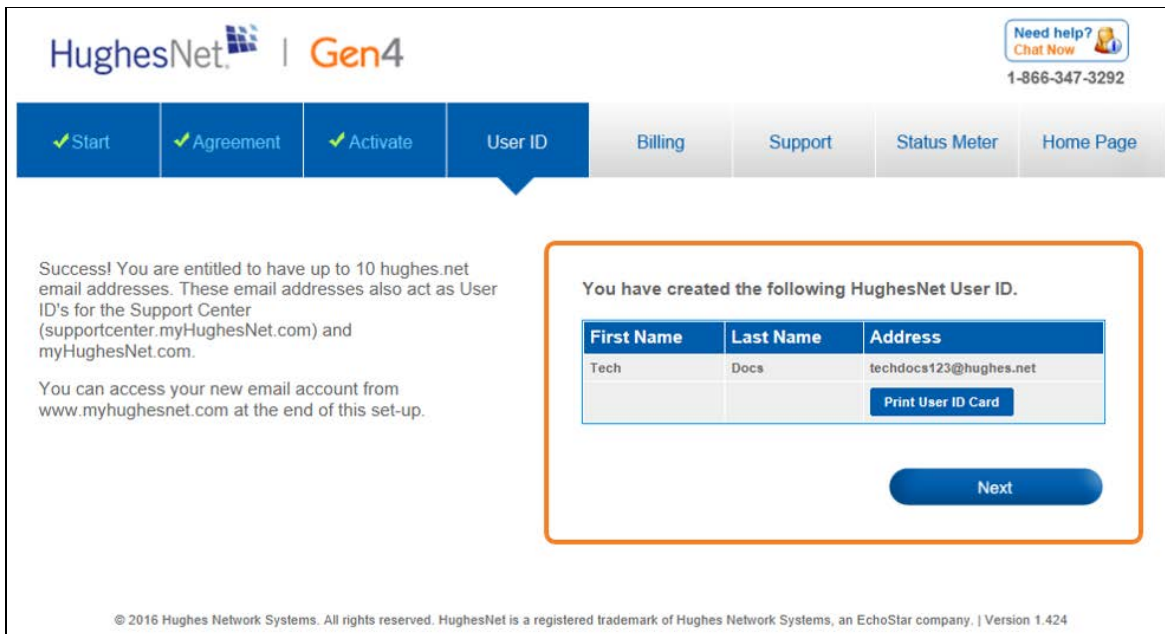 HughesNet. | Gen4
Need help?
Chat Now
1-866-347-3292
✓Start ✓Agreement ✓Activate User ID Billing Support Status Meter Home Page
Success! You are entitled to have up to 10 hughes.net
email addresses. These email addresses also act as User
ID's for the Support Center
(supportcenter.myHughesNet.com) and
myHughesNet.com.
You can access your new email account from
www.myhughesnet.com at the end of this set-up.
You have created the following HughesNet User ID.
First Name Last Name Address
Tech Docs techdocs123@hughes.net
Print User ID Card
Next
© 2016 Hughes Network Systems. All rights reserved. HughesNet is a registered trademark of Hughes Network Systems, an EchoStar company. | Version 1.424